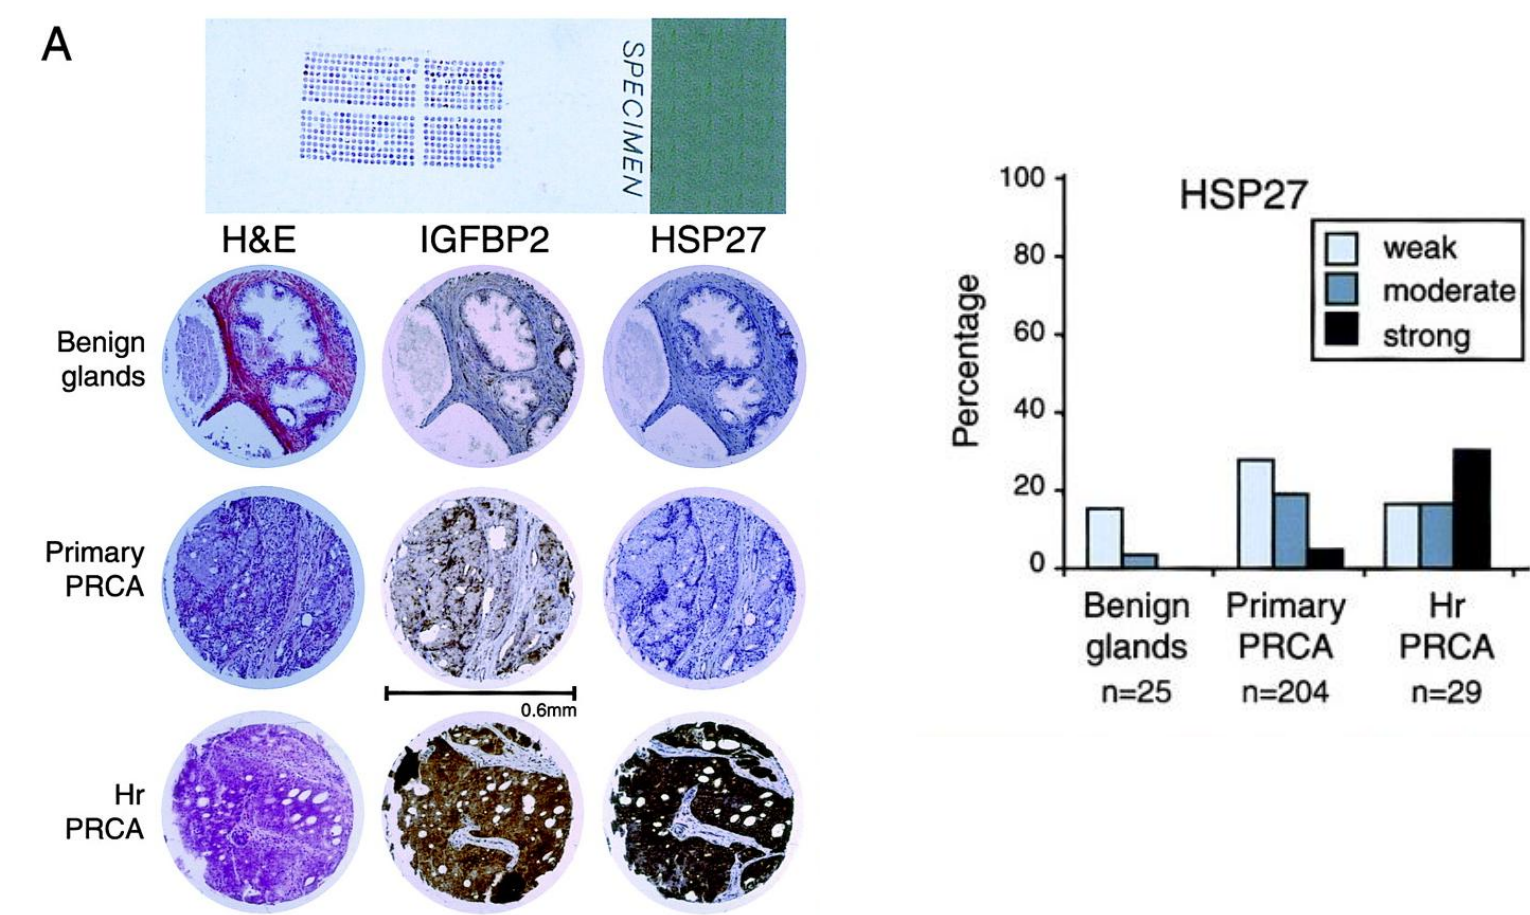 A
SPECIMEN
H&E IGFBP2 HSP27
Benign
glands
Primary
PRCA
0.6mm
Hr
PRCA
HSP27
weak
moderate
strong
Percentage
100
80
60
40
20
0
Benign
glands
n=25
Primary
PRCA
n=204
Hr
PRCA
n=29